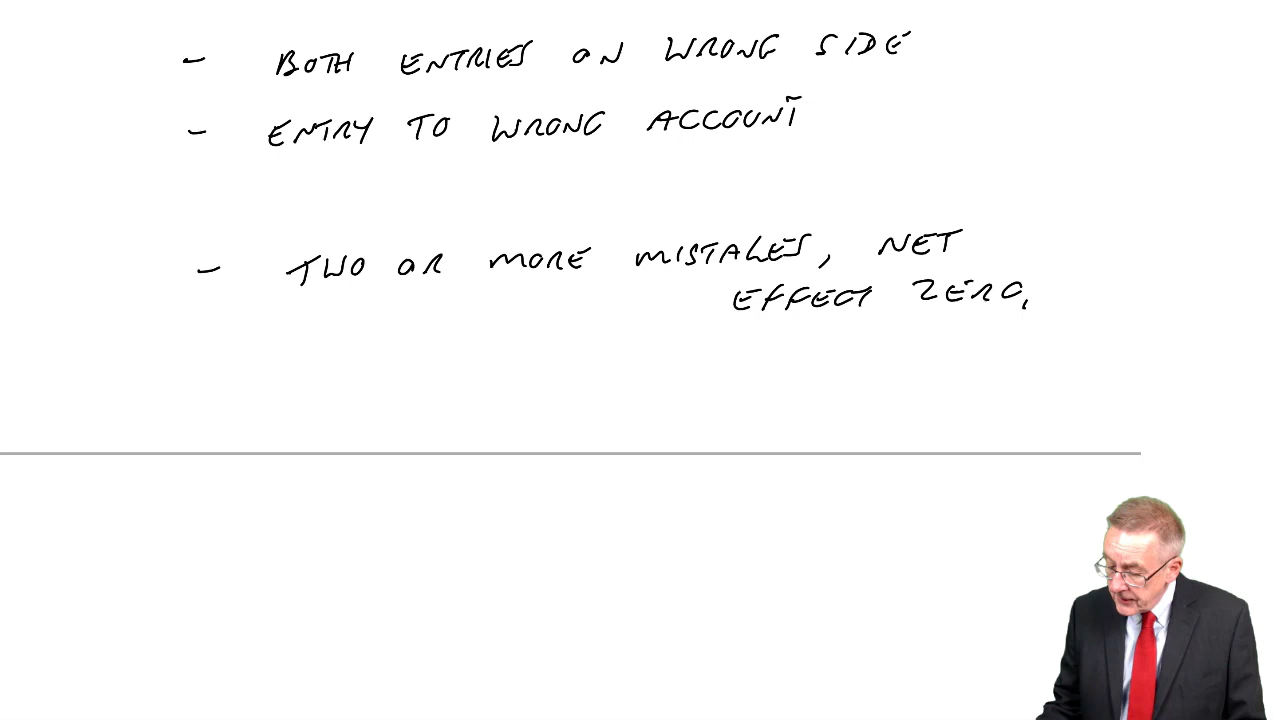 - BOTH ENTRIES ON WRONG SIDE
- ENTRY TO WRONG ACCOUNT
- TWO OR MORE MISTAKES, NET
EFFECT ZERO.